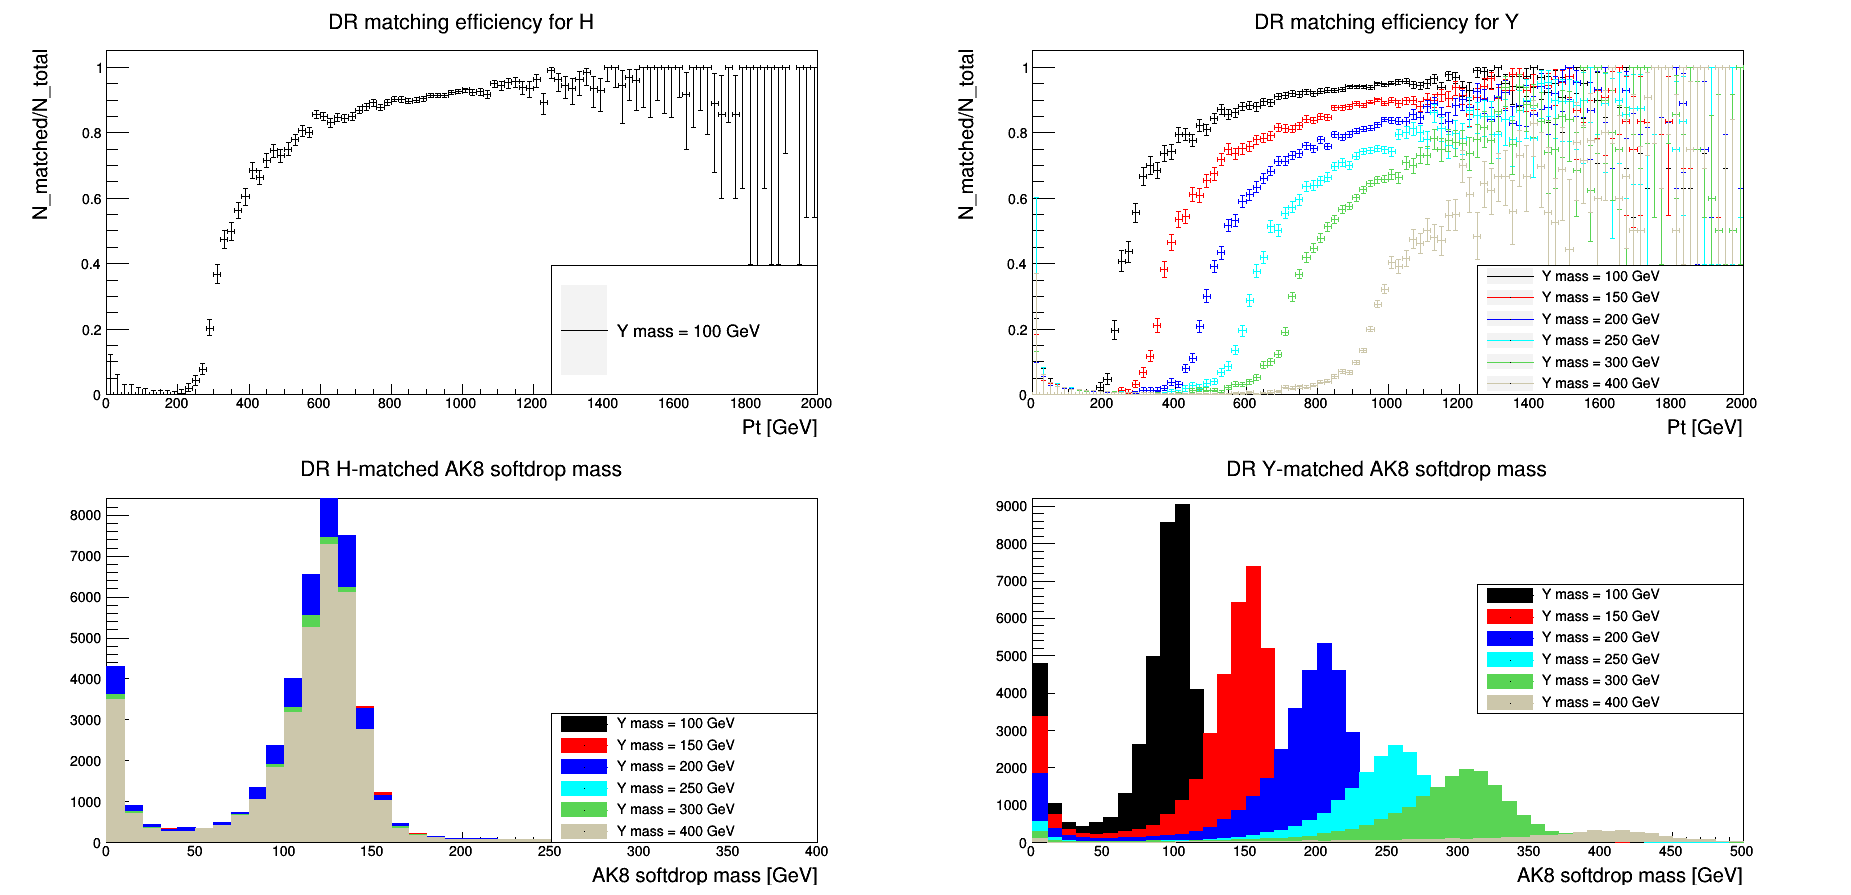 DR matching efficiency for H
N_matched/N_total
1
0.8
0.6
0.4
0.2
0
0 200 400 600 800 1000 1200 1400 1600 1800 2000
Pt [GeV]
Y mass = 100 GeV
DR matching efficiency for Y
N_matched/N_total
1
0.8
0.6
0.4
0.2
0
0 200 400 600 800 1000 1200 1400 1600 1800 2000
Pt [GeV]
Y mass = 100 GeV
Y mass = 150 GeV
Y mass = 200 GeV
Y mass = 250 GeV
Y mass = 300 GeV
Y mass = 400 GeV
DR H-matched AK8 softdrop mass
8000
7000
6000
5000
4000
3000
2000
1000
0
0 50 100 150 200 250 300 350 400
AK8 softdrop mass [GeV]
Y mass = 100 GeV
Y mass = 150 GeV
Y mass = 200 GeV
Y mass = 250 GeV
Y mass = 300 GeV
Y mass = 400 GeV
DR Y-matched AK8 softdrop mass
9000
8000
7000
6000
5000
4000
3000
2000
1000
0
0 50 100 150 200 250 300 350 400 450 500
AK8 softdrop mass [GeV]
Y mass = 100 GeV
Y mass = 150 GeV
Y mass = 200 GeV
Y mass = 250 GeV
Y mass = 300 GeV
Y mass = 400 GeV